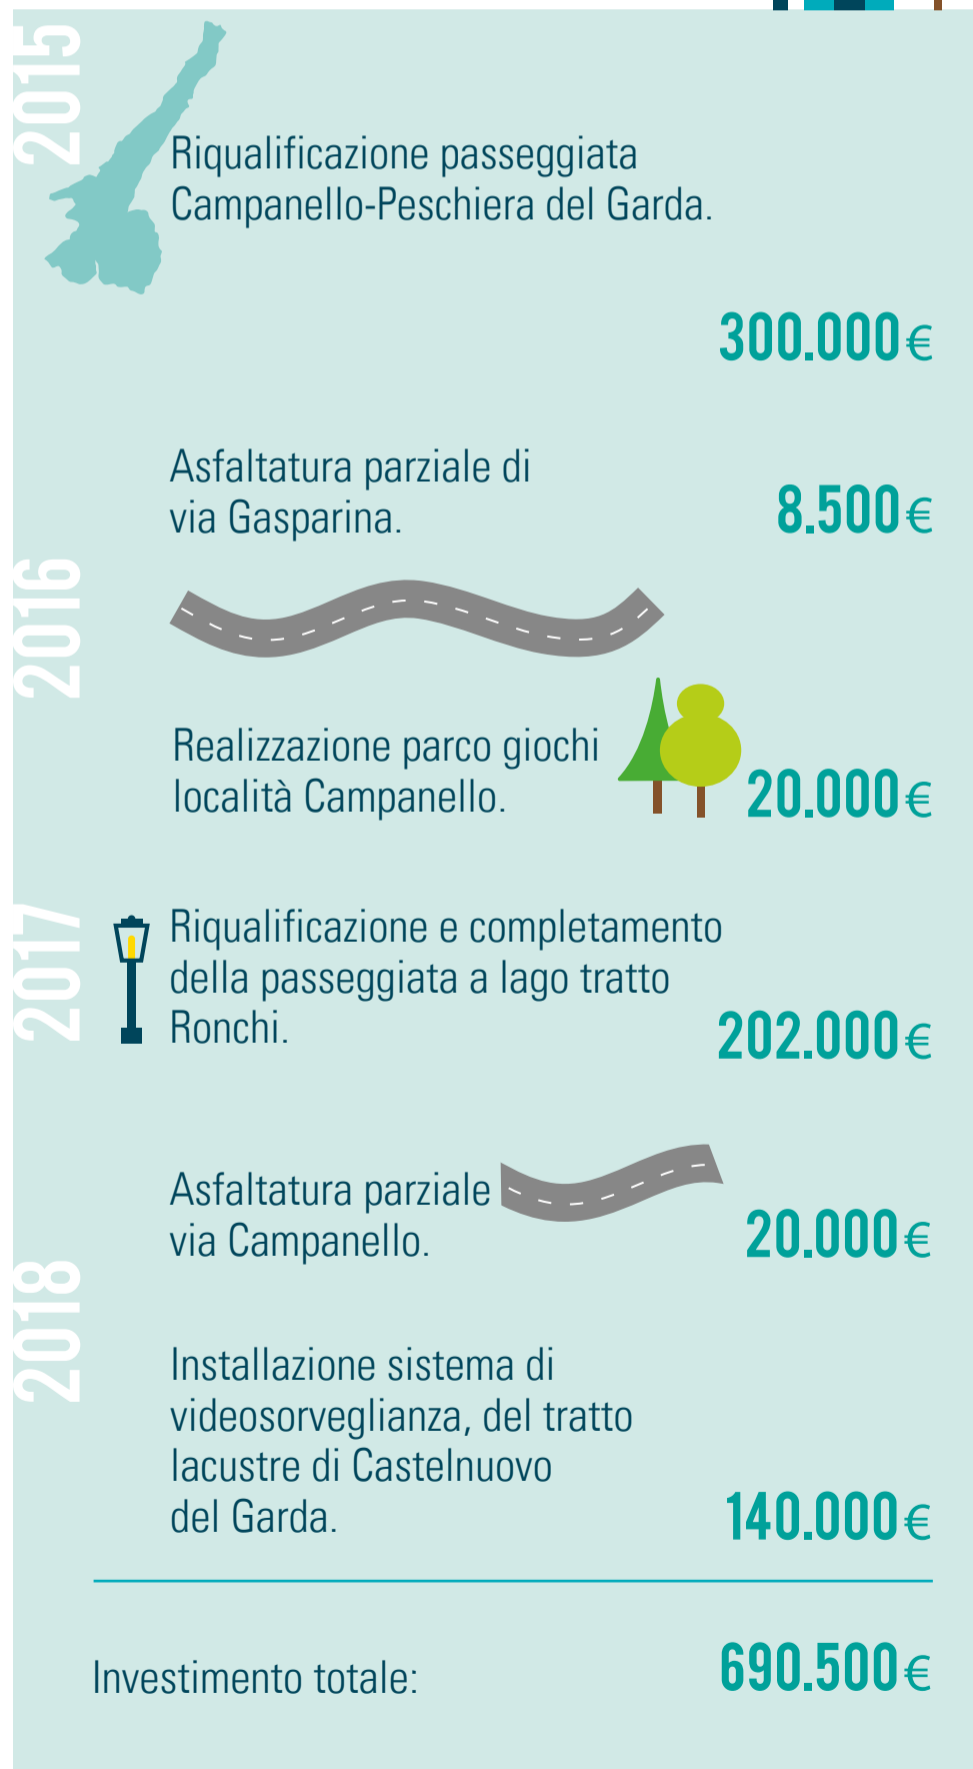 2015
Riqualificazione passeggiata
Campanello-Peschiera del Garda.
300.000€
2016
Asfaltatura parziale di
via Gasparina.
8.500€
Realizzazione parco giochi
località Campanello.
20.000€
2017
Riqualificazione e completamento
della passeggiata a lago tratto
Ronchi.
202.000€
2018
Asfaltatura parziale
via Campanello.
20.000€
Installazione sistema di
videosorveglianza, del tratto
lacustre di Castelnuovo
del Garda.
140.000€
Investimento totale:
690.500€